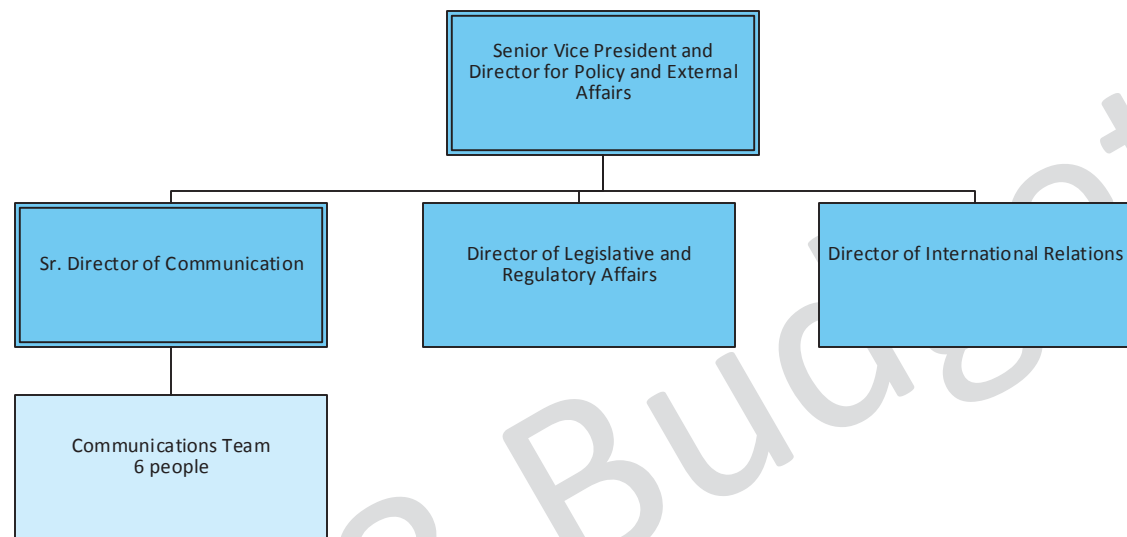 Senior Vice President and
Director for Policy and External
Affairs
Sr. Director of Communication
Director of Legislative and
Regulatory Affairs
Director of International Relations
Communications Team
6 people
Budget